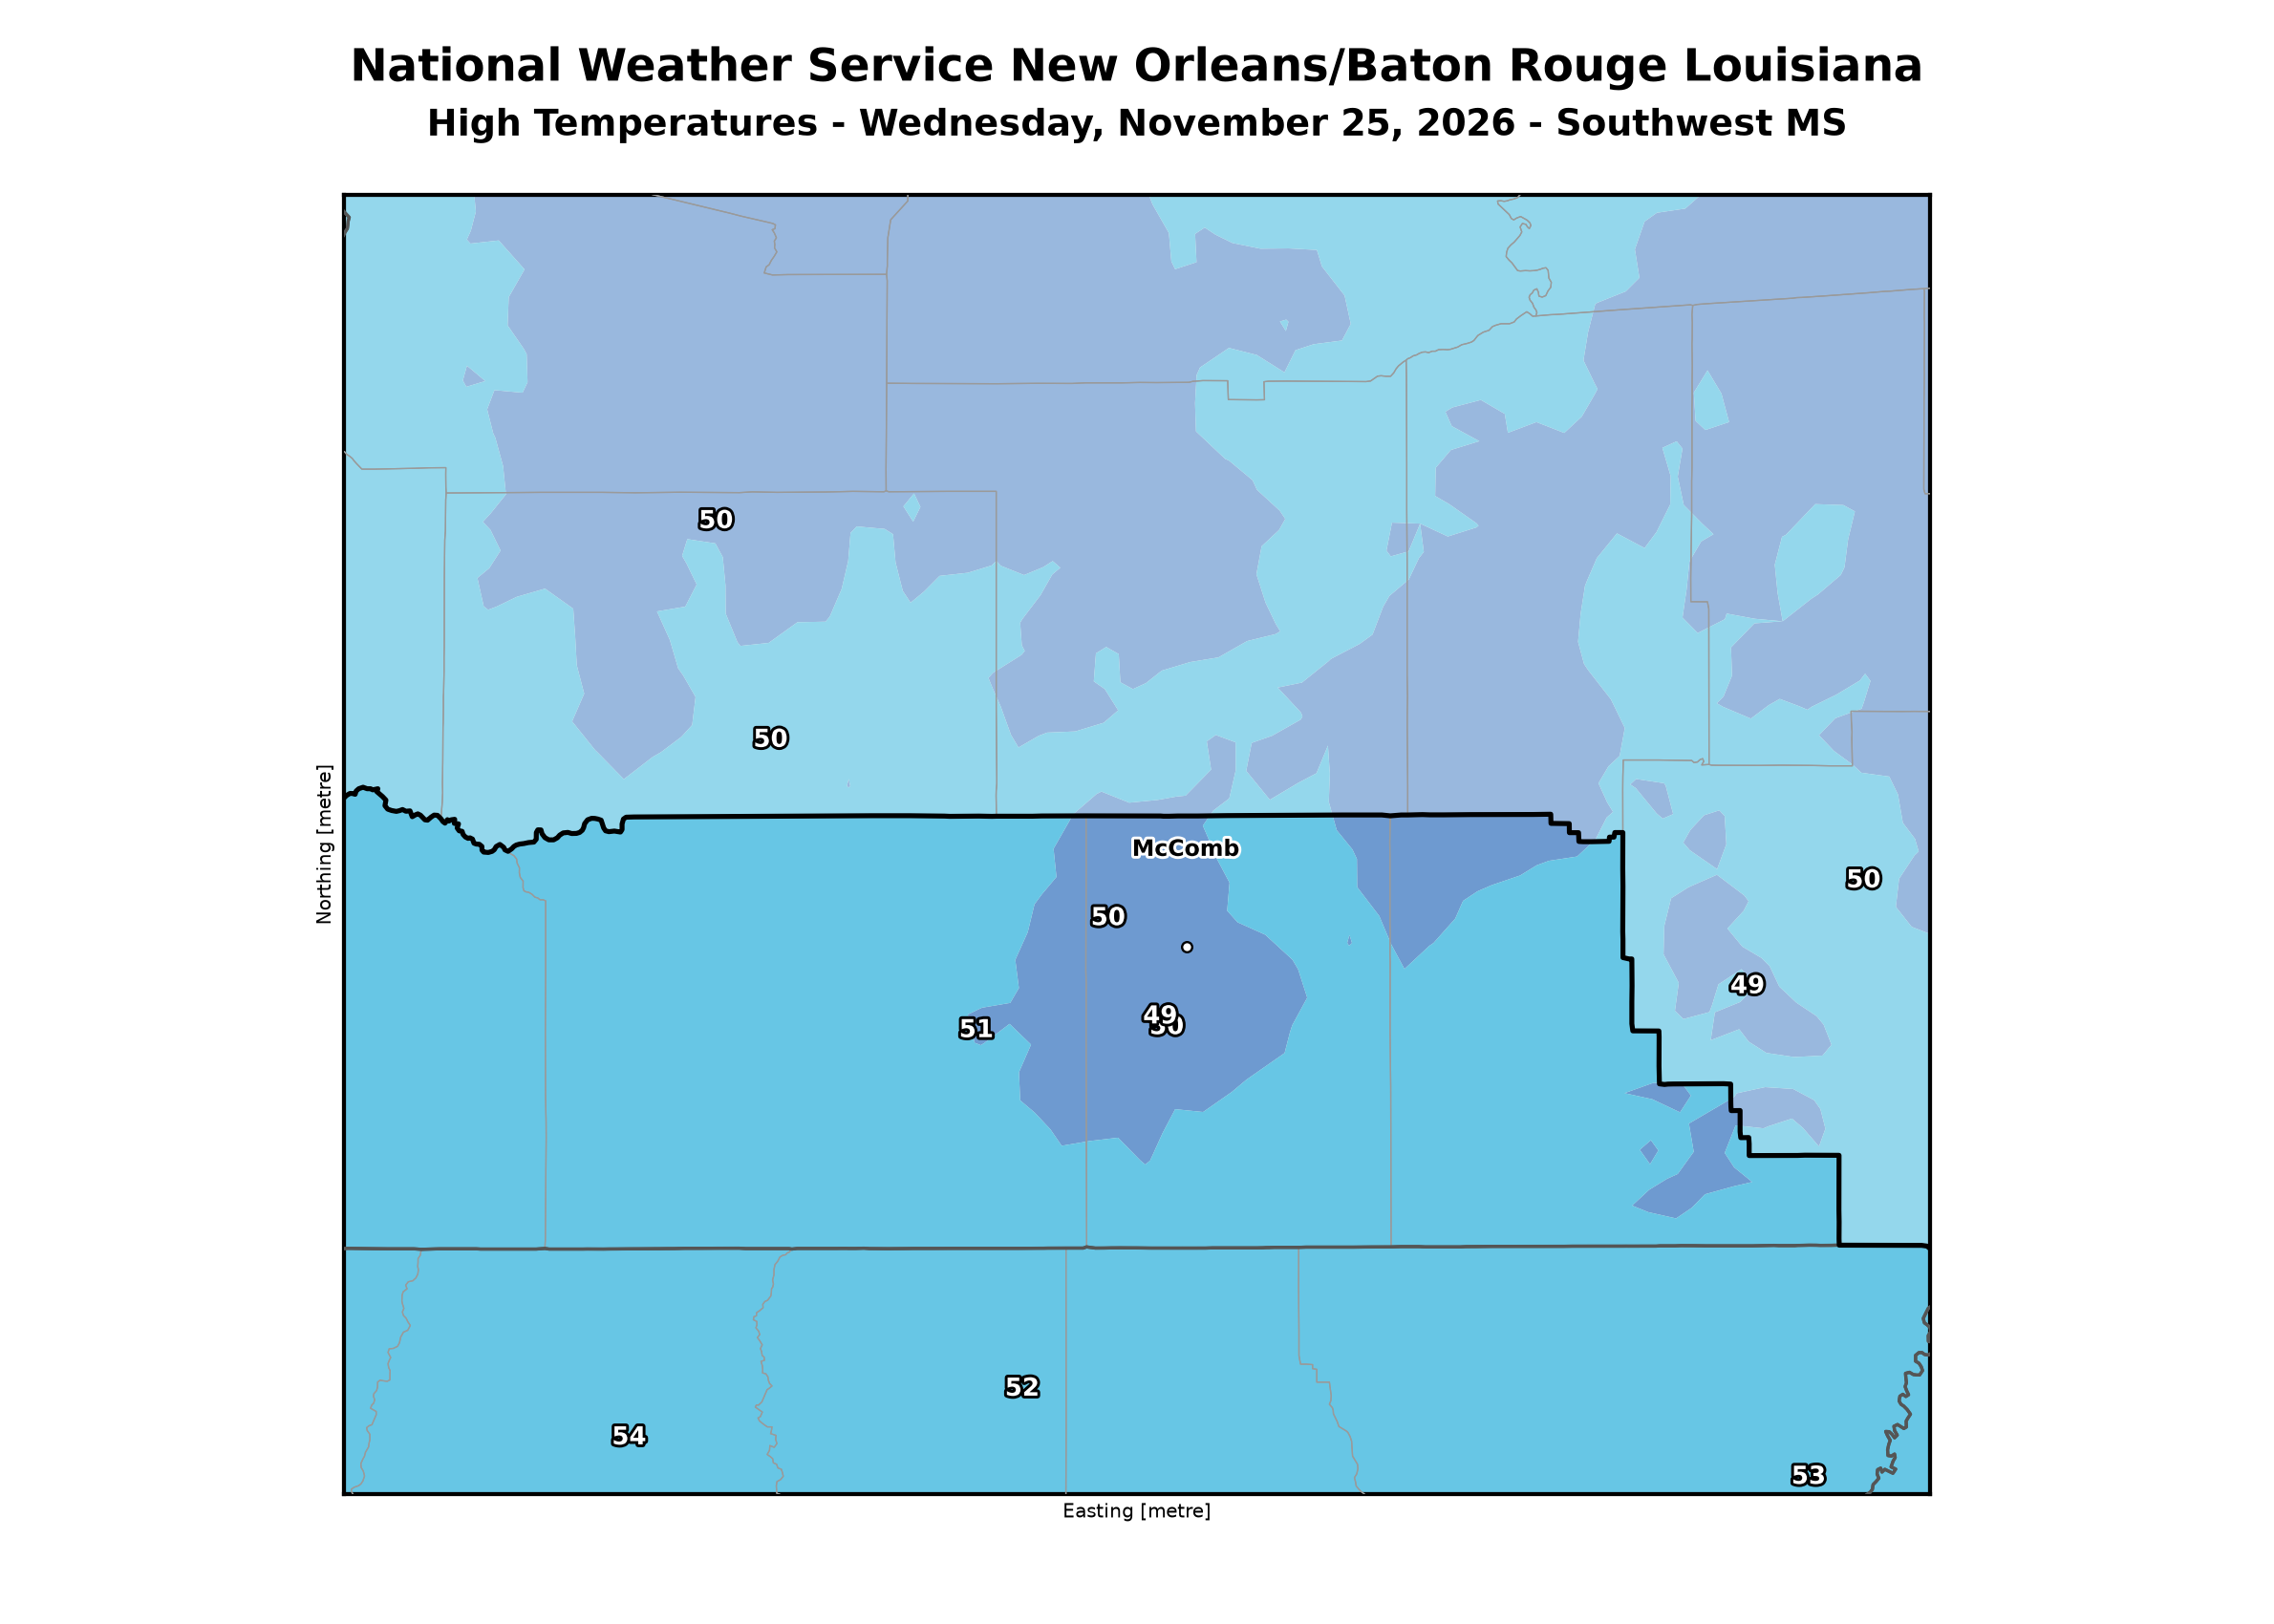 National Weather Service New Orleans/Baton Rouge Louisiana
High Temperatures - Wednesday, November 25, 2026 - Southwest MS
50
50
Northing [metre]
McComb
50
50
49
49
50
51
52
54
53
Easting [metre]